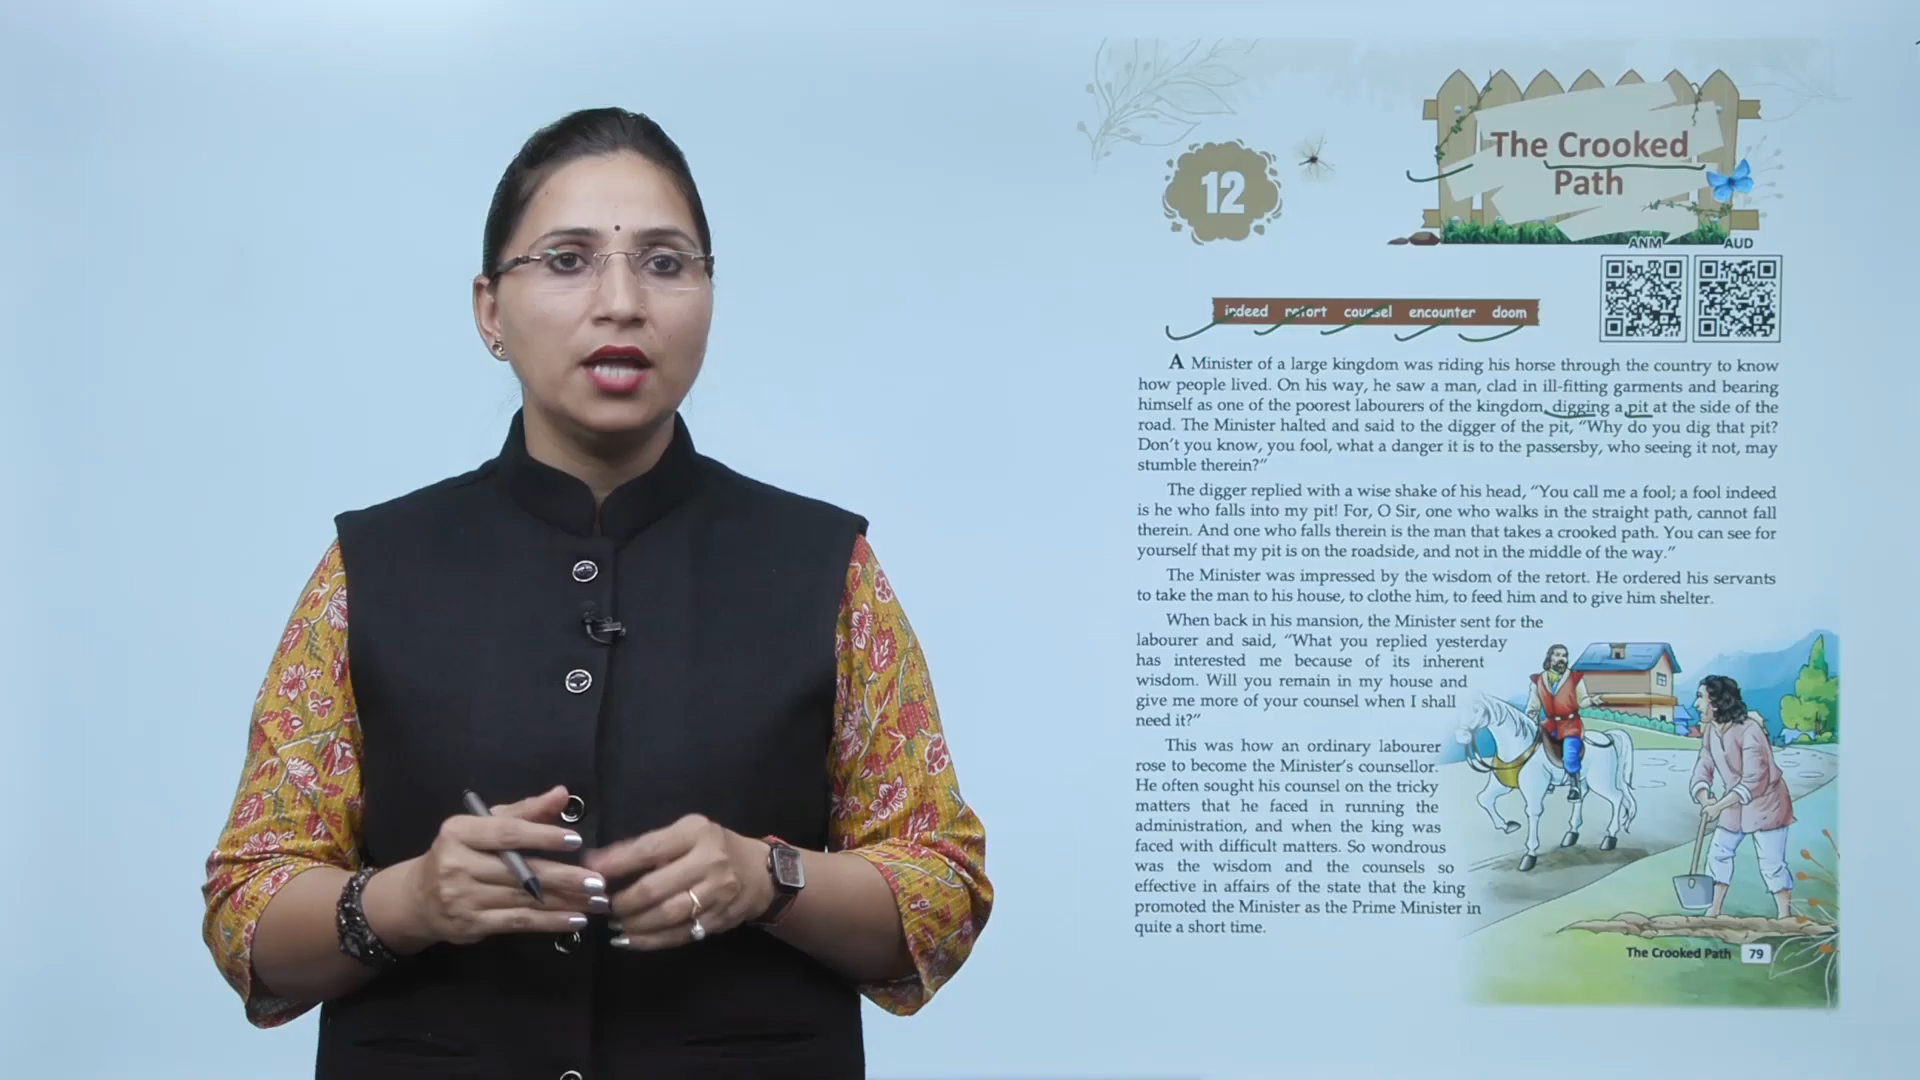 12
The Crooked
Path
ANM AUD
indeed retort counsel encounter doom
A Minister of a large kingdom was riding his horse through the country to know
how people lived. On his way, he saw a man, clad in ill-fitting garments and bearing
himself as one of the poorest labourers of the kingdom, digging a pit at the side of the
road. The Minister halted and said to the digger of the pit, “Why do you dig that pit?
Don’t you know, you fool, what a danger it is to the passersby, who seeing it not, may
stumble therein?”
The digger replied with a wise shake of his head, “You call me a fool; a fool indeed
is he who falls into my pit! For, O Sir, one who walks in the straight path, cannot fall
therein. And one who falls therein is the man that takes a crooked path. You can see for
yourself that my pit is on the roadside, and not in the middle of the way.”
The Minister was impressed by the wisdom of the retort. He ordered his servants
to take the man to his house, to clothe him, to feed him and to give him shelter.
When back in his mansion, the Minister sent for the
labourer and said, “What you replied yesterday
has interested me because of its inherent
wisdom. Will you remain in my house and
give me more of your counsel when I shall
need it?”
This was how an ordinary labourer
rose to become the Minister’s counsellor.
He often sought his counsel on the tricky
matters that he faced in running the
administration, and when the king was
faced with difficult matters. So wondrous
was the wisdom and the counsels so
effective in affairs of the state that the king
promoted the Minister as the Prime Minister in
quite a short time.
The Crooked Path 79